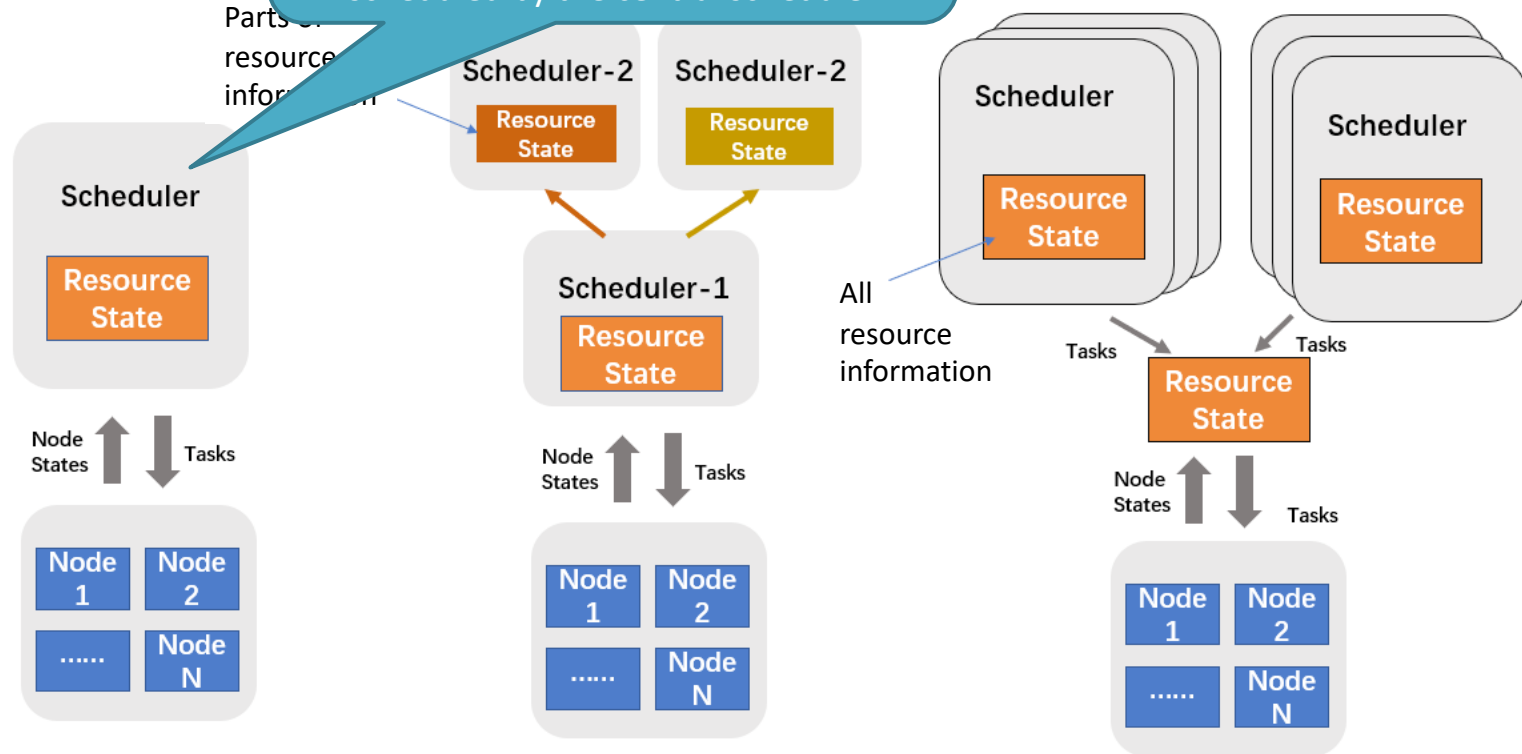 Parts of
resource
Scheduler
Resource
State
Node
States
Tasks
Node
1
Node
2
......
Node
N
Scheduler-2
Resource
State
Scheduler-2
Resource
State
Scheduler-1
Resource
State
Node
States
Tasks
Node
1
Node
2
......
Node
N
Scheduler
Resource
State
Scheduler
Resource
State
All
resource
information
Tasks
Tasks
Resource
State
Node
States
Tasks
Node
1
Node
2
......
Node
N